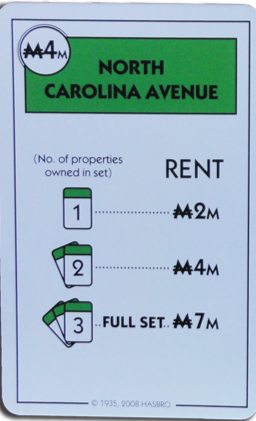 ₩4M
NORTH
CAROLINA AVENUE
(No. of properties
owned in set)
RENT
1 ₩2M
2 ₩4M
3 FULL SET ₩7M
© 1935, 2008 HASBRO